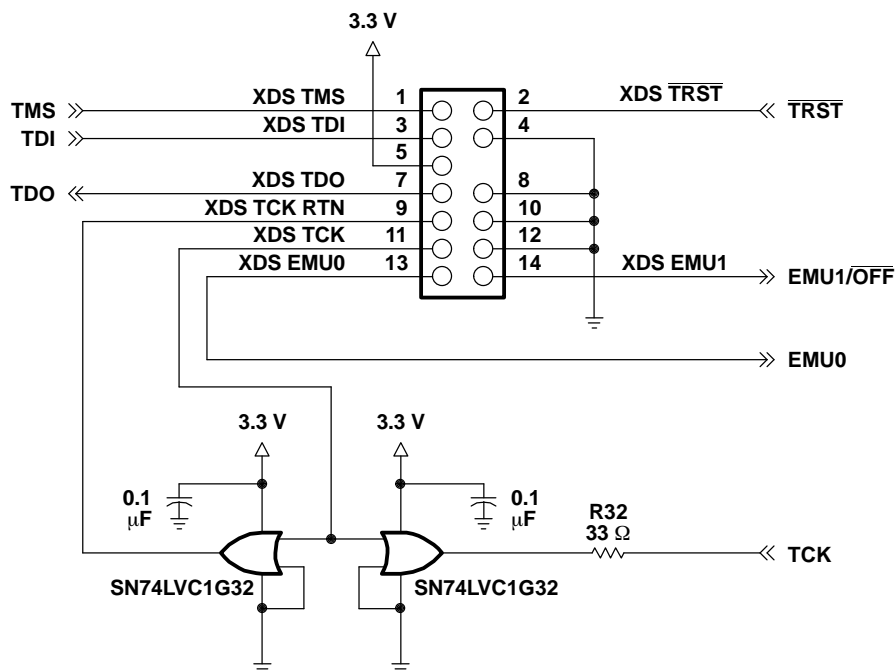 3.3 V
XDS TMS 1 2 XDS TRST
TMS TRST
XDS TDI 3 4
TDI
5
XDS TDO 7 8
TDO
XDS TCK RTN 9 10
XDS TCK 11 12
XDS EMU0 13 14 XDS EMU1
EMU1/OFF
EMU0
3.3 V 3.3 V
0.1 μF 0.1 μF
R32
33 Ω
TCK
SN74LVC1G32 SN74LVC1G32